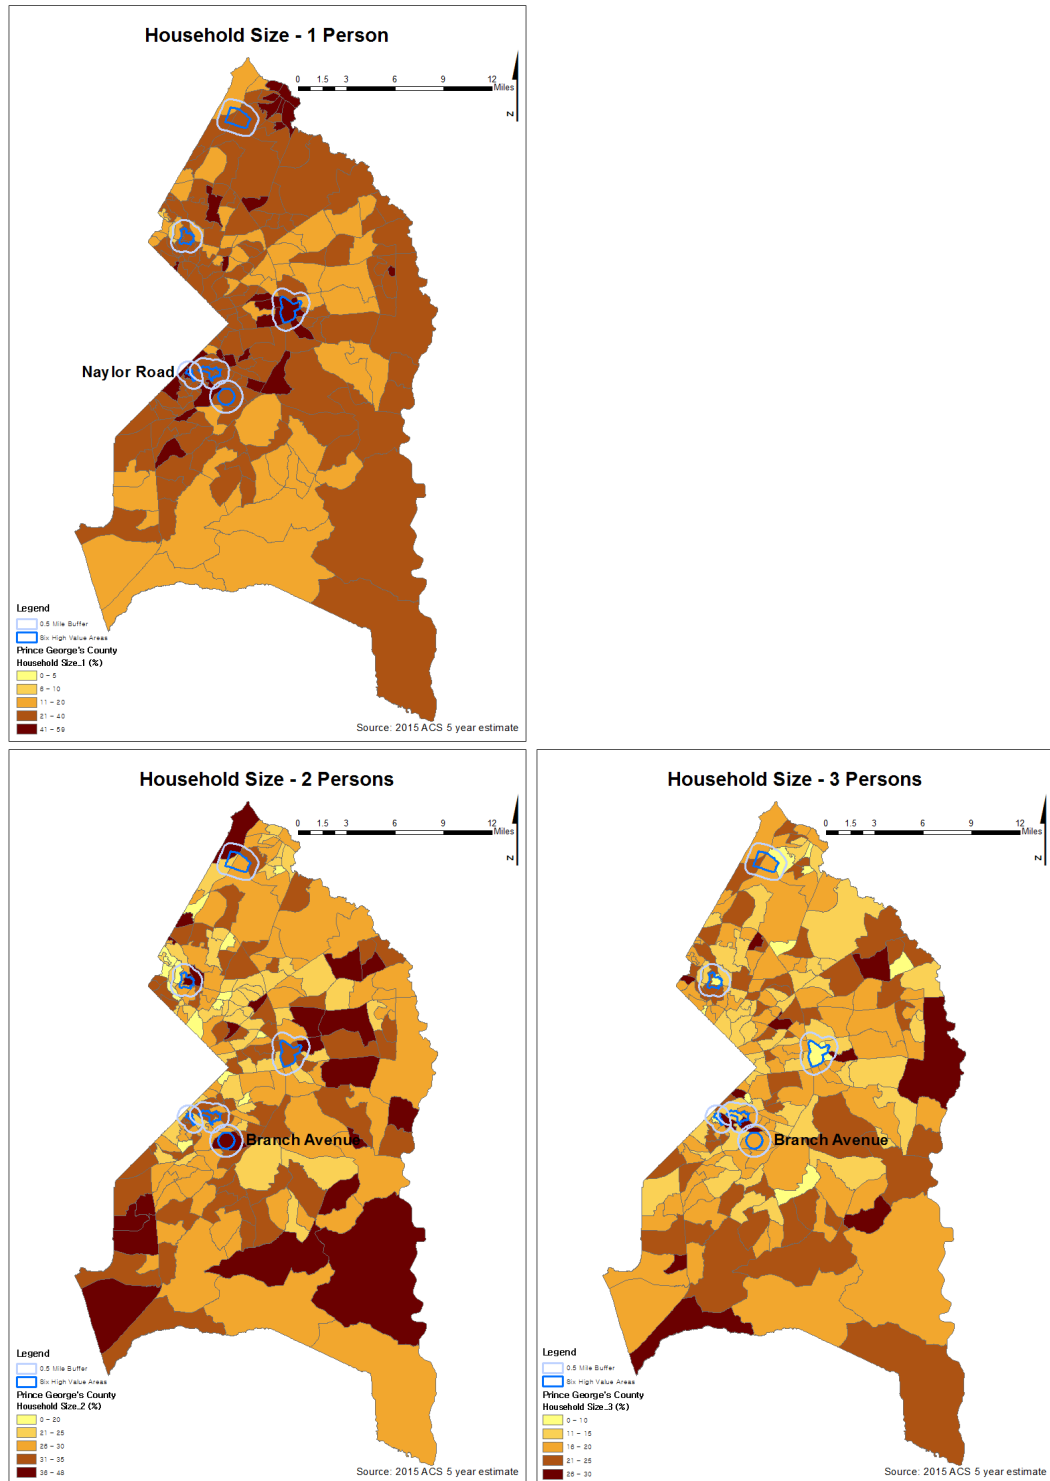 Household Size - 1 Person
0 1.5 3 6 9 12
Miles
N
Naylor Road
Legend
0.5 Mile Buffer
Six High Value Areas
Prince George's County
Household Size_1 (%)
0 – 5
6 – 10
11 – 20
21 – 40
41 – 59
Source: 2015 ACS 5 year estimate
Household Size - 2 Persons
0 1.5 3 6 9 12
Miles
N
Branch Avenue
Legend
0.5 Mile Buffer
Six High Value Areas
Prince George's County
Household Size_2 (%)
0 – 20
21 – 25
26 – 30
31 – 35
36 – 48
Source: 2015 ACS 5 year estimate
Household Size - 3 Persons
0 1.5 3 6 9 12
Miles
N
Branch Avenue
Legend
0.5 Mile Buffer
Six High Value Areas
Prince George's County
Household Size_3 (%)
0 – 10
11 – 15
16 – 20
21 – 25
26 – 30
Source: 2015 ACS 5 year estimate